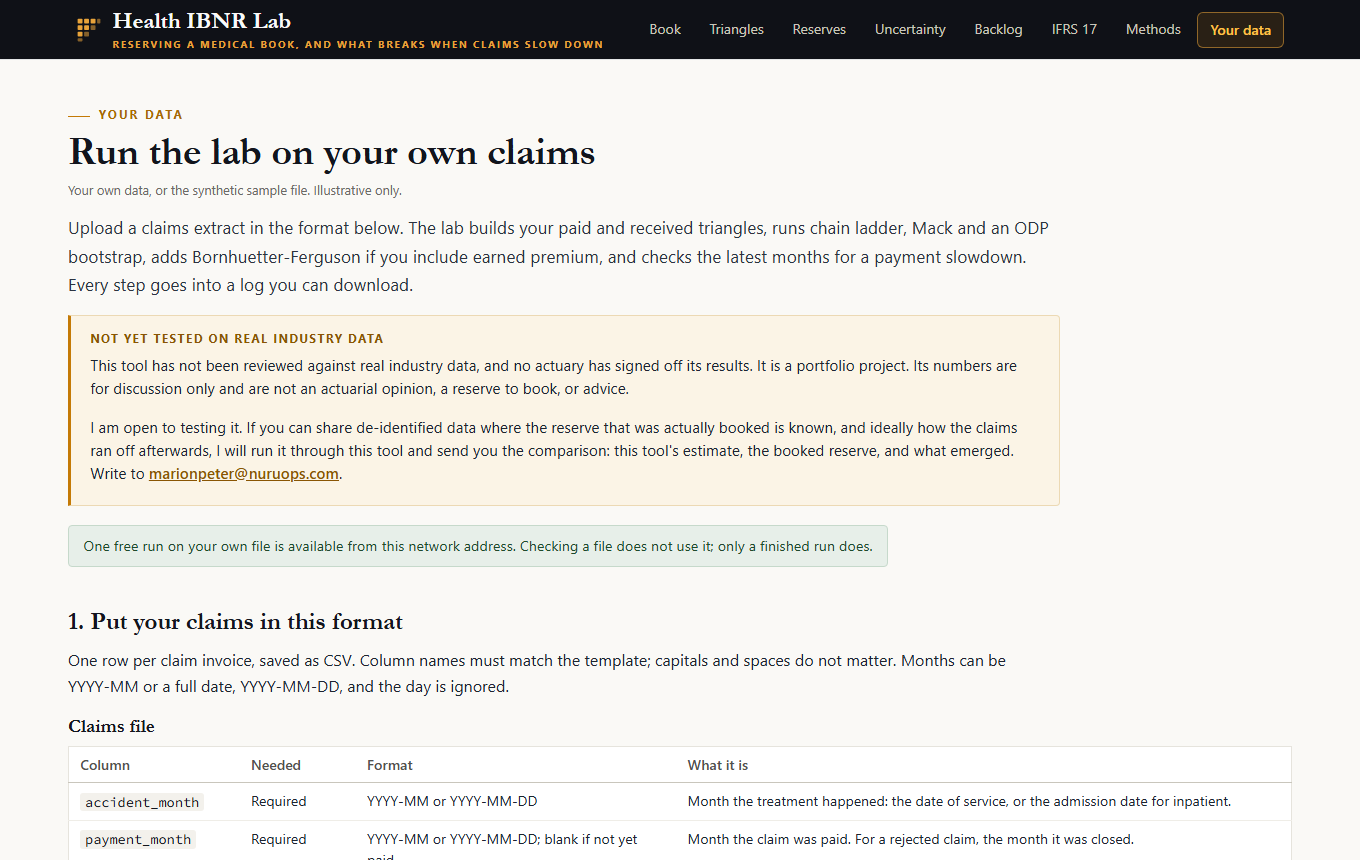 Health IBNR Lab
RESERVING A MEDICAL BOOK, AND WHAT BREAKS WHEN CLAIMS SLOW DOWN
Book Triangles Reserves Uncertainty Backlog IFRS 17 Methods Your data
YOUR DATA
Run the lab on your own claims
Your own data, or the synthetic sample file. Illustrative only.
Upload a claims extract in the format below. The lab builds your paid and received triangles, runs chain ladder, Mack and an ODP
bootstrap, adds Bornhuetter-Ferguson if you include earned premium, and checks the latest months for a payment slowdown.
Every step goes into a log you can download.
NOT YET TESTED ON REAL INDUSTRY DATA
This tool has not been reviewed against real industry data, and no actuary has signed off its results. It is a portfolio project. Its numbers are
for discussion only and are not an actuarial opinion, a reserve to book, or advice.
I am open to testing it. If you can share de-identified data where the reserve that was actually booked is known, and ideally how the claims
ran off afterwards, I will run it through this tool and send you the comparison: this tool's estimate, the booked reserve, and what emerged.
Write to marionpeter@nuruops.com.
One free run on your own file is available from this network address. Checking a file does not use it; only a finished run does.
1. Put your claims in this format
One row per claim invoice, saved as CSV. Column names must match the template; capitals and spaces do not matter. Months can be
YYYY-MM or a full date, YYYY-MM-DD, and the day is ignored.
Claims file
Column Needed Format What it is
accident_month Required YYYY-MM or YYYY-MM-DD Month the treatment happened: the date of service, or the admission date for inpatient.
payment_month Required YYYY-MM or YYYY-MM-DD; blank if not yet Month the claim was paid. For a rejected claim, the month it was closed.
paid